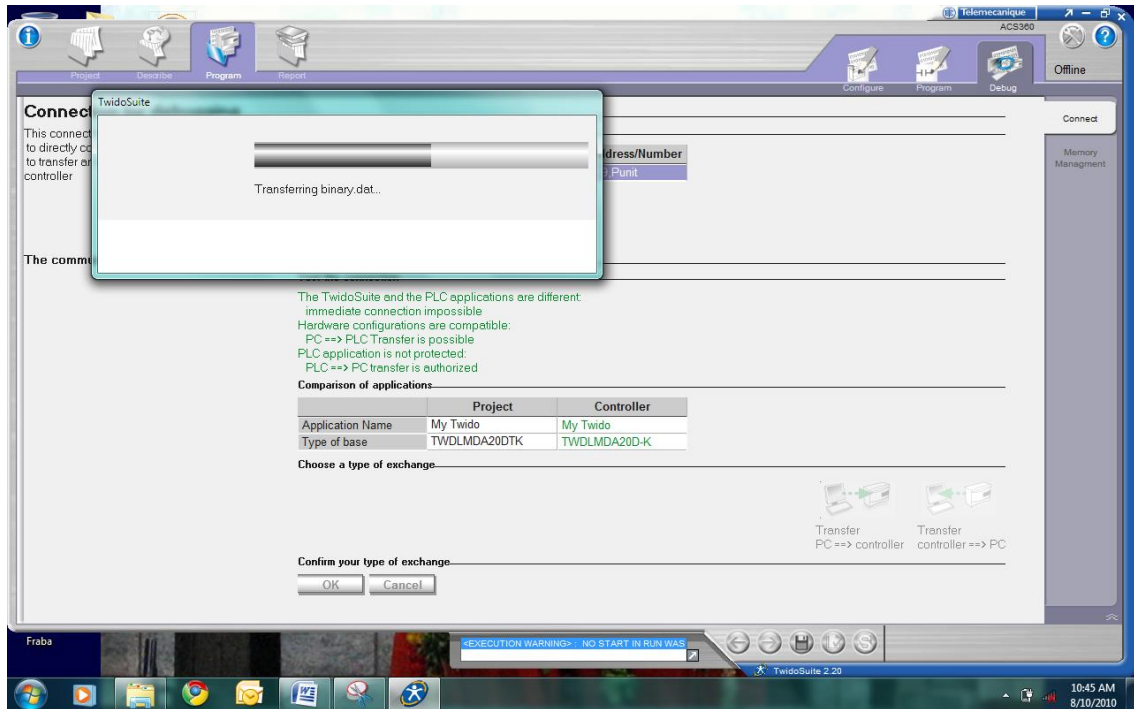 Telemecanique
ACS360
Project
Describe
Program
Report
Configure
Program
Debug
Offline
Connect
Memory
Managment
Connect
This connect
to directly co
to transfer an
controller
TwidoSuite
Transferring binary.dat...
dress/Number
Punit
The commu
The TwidoSuite and the PLC applications are different:
immediate connection impossible
Hardware configurations are compatible:
PC ==> PLC Transfer is possible
PLC application is not protected:
PLC ==> PC transfer is authorized
Comparison of applications
Project Controller
Application Name My Twido My Twido
Type of base TWDLMDA20DTK TWDLMDA20D-K
Choose a type of exchange
Transfer
PC ==> controller
Transfer
controller ==> PC
Confirm your type of exchange
OK Cancel
Fraba
<EXECUTION WARNING> : NO START IN RUN WAS
TwidoSuite 2.20
10:45 AM
8/10/2010